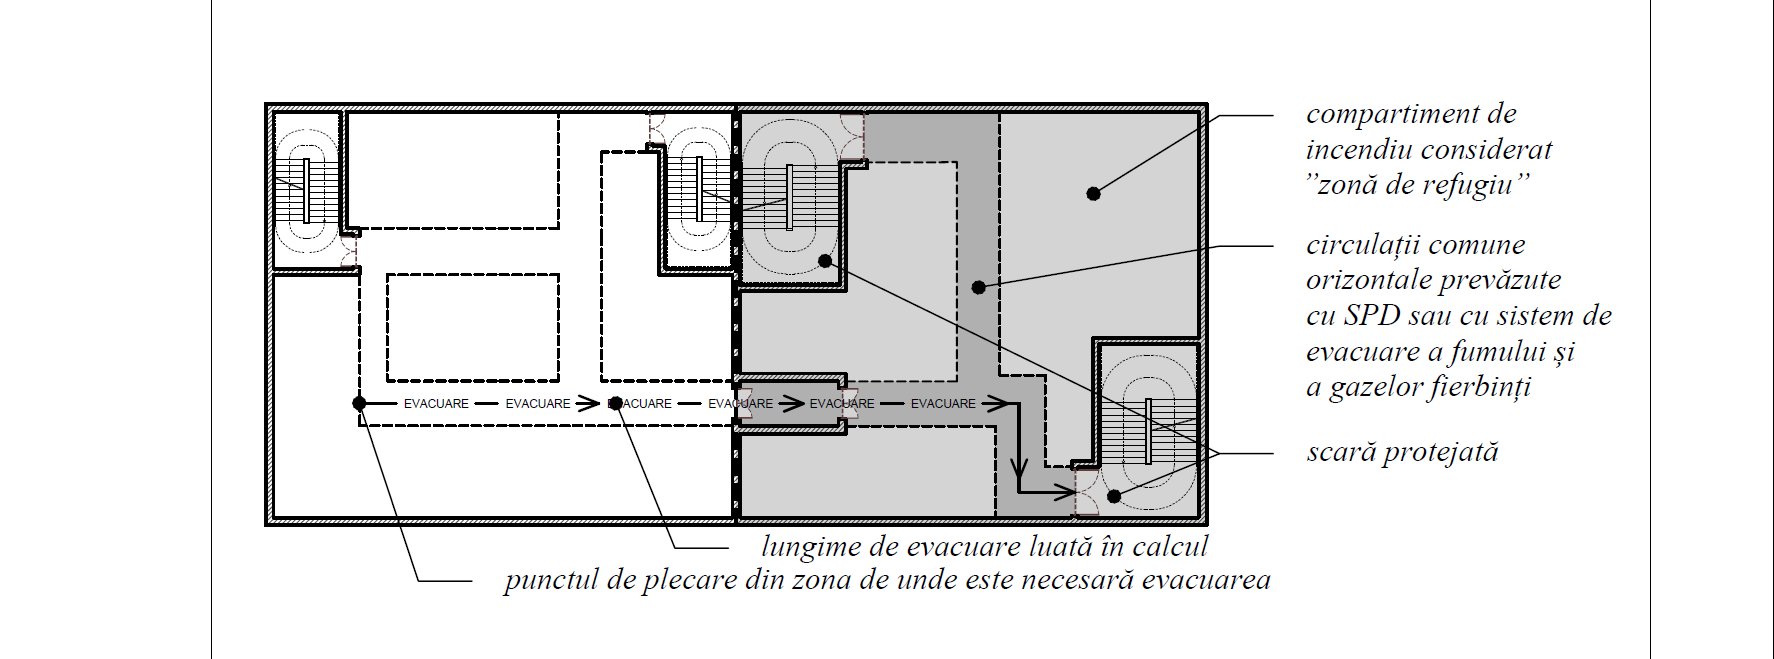 compartiment de
incendiu considerat
”zonă de refugiu”
circulații comune
orizontale prevăzute
cu SPD sau cu sistem de
evacuare a fumului și
a gazelor fierbinți
EVACUARE EVACUARE EVACUARE EVACUARE EVACUARE EVACUARE
scară protejată
lungime de evacuare luată în calcul
punctul de plecare din zona de unde este necesară evacuarea